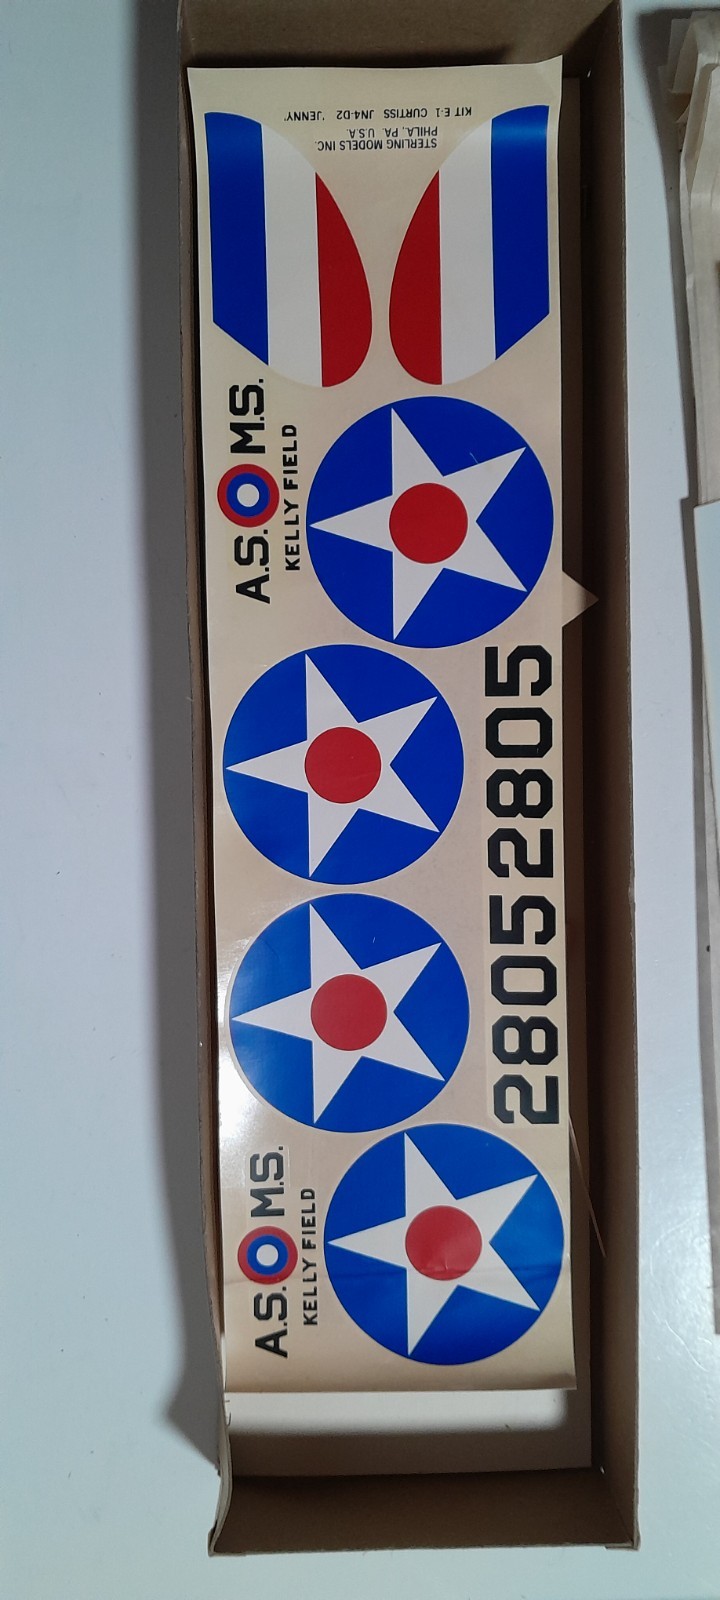 KIT E-1 CURTISS JN4-D2 'JENNY'
PHILA., PA. U.S.A.
STERLING MODELS INC.
A.S. M.S.
KELLY FIELD
2805
2805
A.S. M.S.
KELLY FIELD